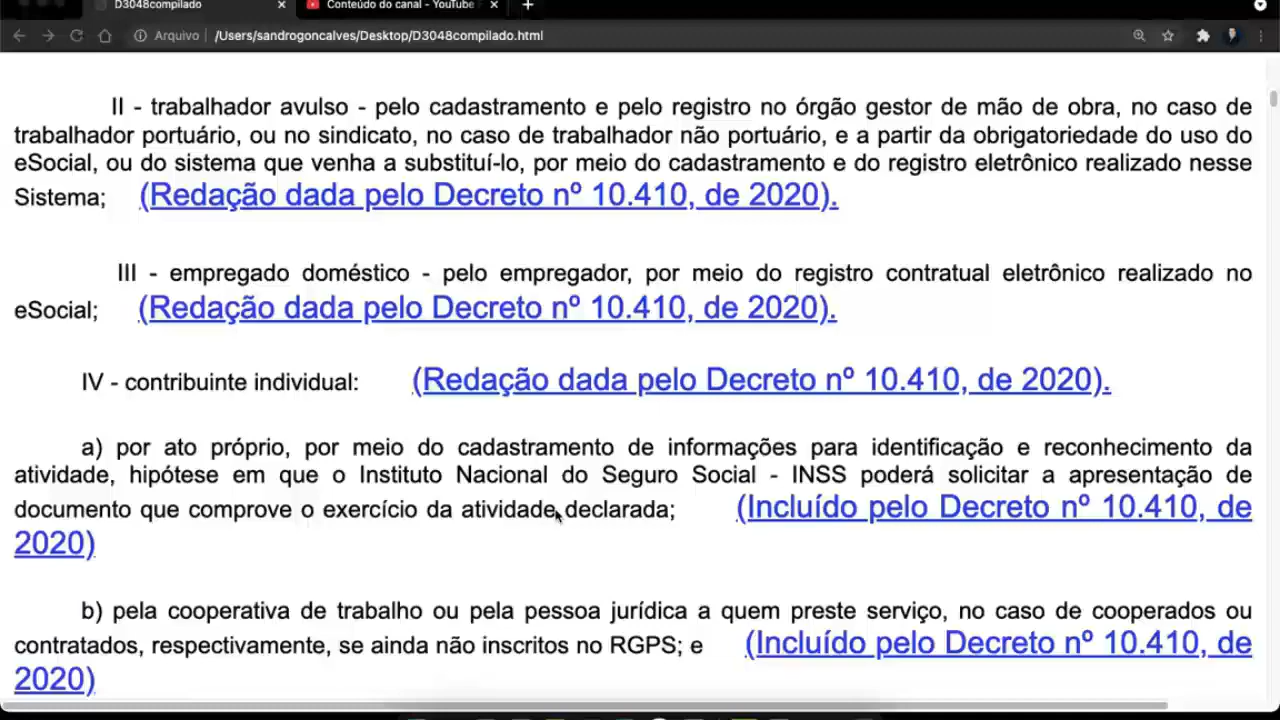 D3048compilado
Conteúdo do canal - YouTube
Arquivo /Users/sandrogoncalves/Desktop/D3048compilado.html
II - trabalhador avulso - pelo cadastramento e pelo registro no órgão gestor de mão de obra, no caso de
trabalhador portuário, ou no sindicato, no caso de trabalhador não portuário, e a partir da obrigatoriedade do uso do
eSocial, ou do sistema que venha a substituí-lo, por meio do cadastramento e do registro eletrônico realizado nesse
Sistema; (Redação dada pelo Decreto nº 10.410, de 2020).
III - empregado doméstico - pelo empregador, por meio do registro contratual eletrônico realizado no
eSocial; (Redação dada pelo Decreto nº 10.410, de 2020).
IV - contribuinte individual: (Redação dada pelo Decreto nº 10.410, de 2020).
a) por ato próprio, por meio do cadastramento de informações para identificação e reconhecimento da
atividade, hipótese em que o Instituto Nacional do Seguro Social - INSS poderá solicitar a apresentação de
documento que comprove o exercício da atividade declarada; (Incluído pelo Decreto nº 10.410, de
2020)
b) pela cooperativa de trabalho ou pela pessoa jurídica a quem preste serviço, no caso de cooperados ou
contratados, respectivamente, se ainda não inscritos no RGPS; e (Incluído pelo Decreto nº 10.410, de
2020)